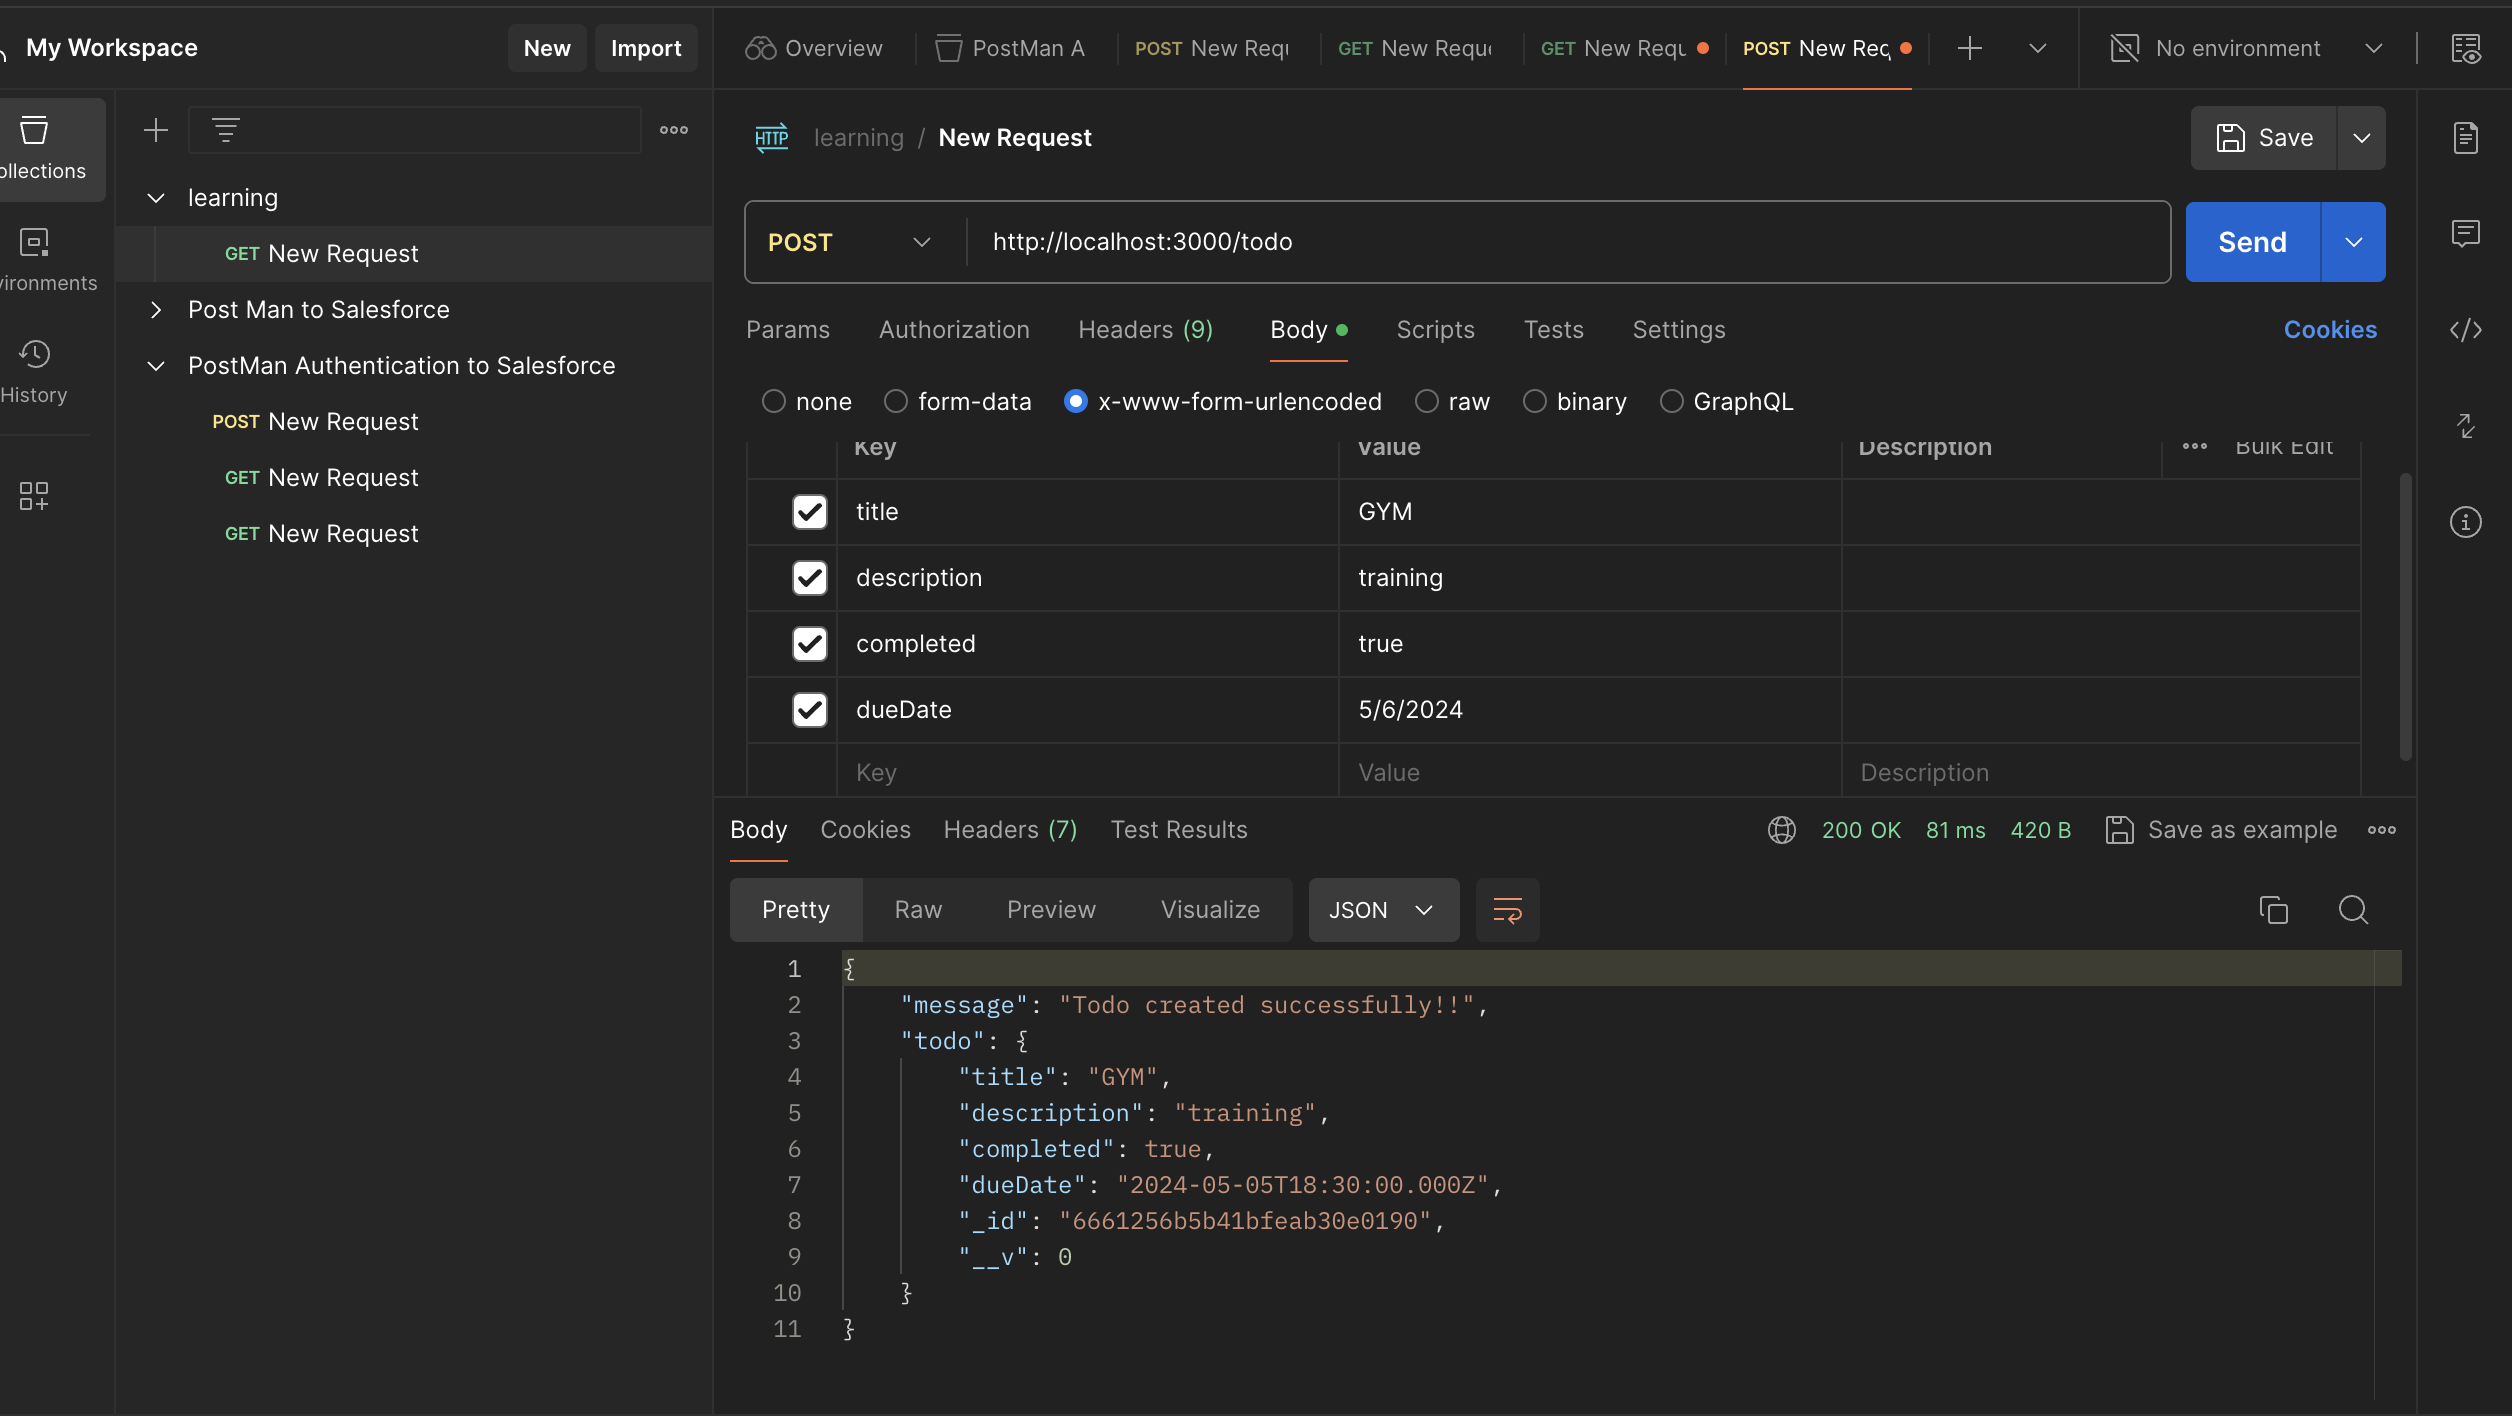 My Workspace New Import
Overview PostMan A POST New Requ GET New Reque GET New Requ POST New Req No environment
learning / New Request Save
ollections
learning
GET New Request
POST http://localhost:3000/todo Send
vironments
Post Man to Salesforce
Params Authorization Headers (9) Body Scripts Tests Settings Cookies
PostMan Authentication to Salesforce
History
none form-data x-www-form-urlencoded raw binary GraphQL
POST New Request
Key Value Description Bulk Edit
GET New Request
title GYM
GET New Request
description training
completed true
dueDate 5/6/2024
Key Value Description
Body Cookies Headers (7) Test Results 200 OK 81 ms 420 B Save as example
Pretty Raw Preview Visualize JSON
1 {
2 "message": "Todo created successfully!!",
3 "todo": {
4 "title": "GYM",
5 "description": "training",
6 "completed": true,
7 "dueDate": "2024-05-05T18:30:00.000Z",
8 "_id": "6661256b5b41bfeab30e0190",
9 "__v": 0
10 }
11 }